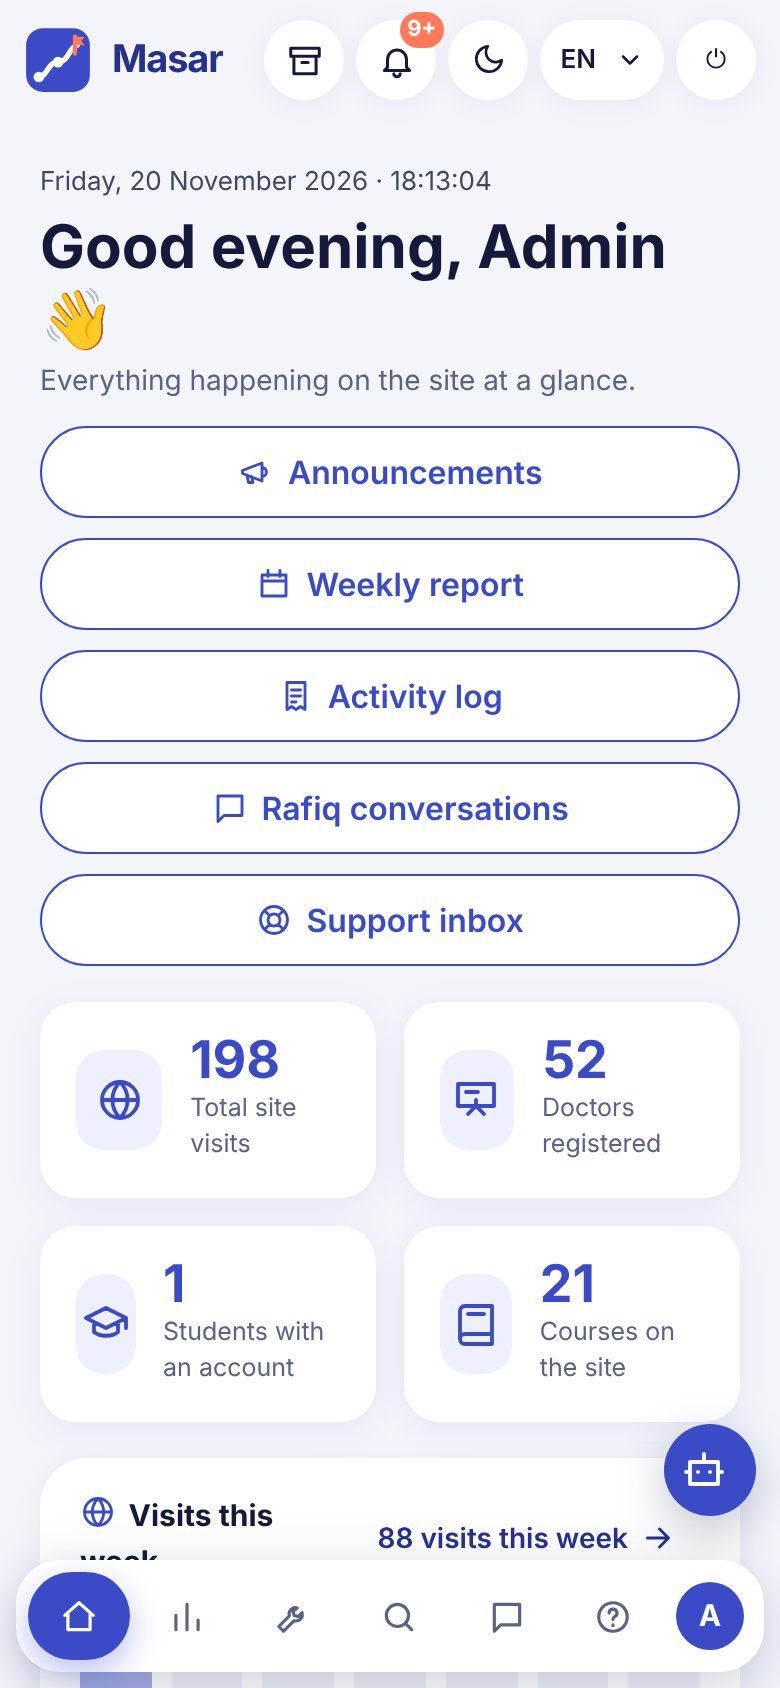 Masar
9+
EN
Friday, 20 November 2026 · 18:13:04
Good evening, Admin
👋
Everything happening on the site at a glance.
Announcements
Weekly report
Activity log
Rafiq conversations
Support inbox
198
Total site
visits
52
Doctors
registered
1
Students with
an account
21
Courses on
the site
Visits this
week
88 visits this week →
A